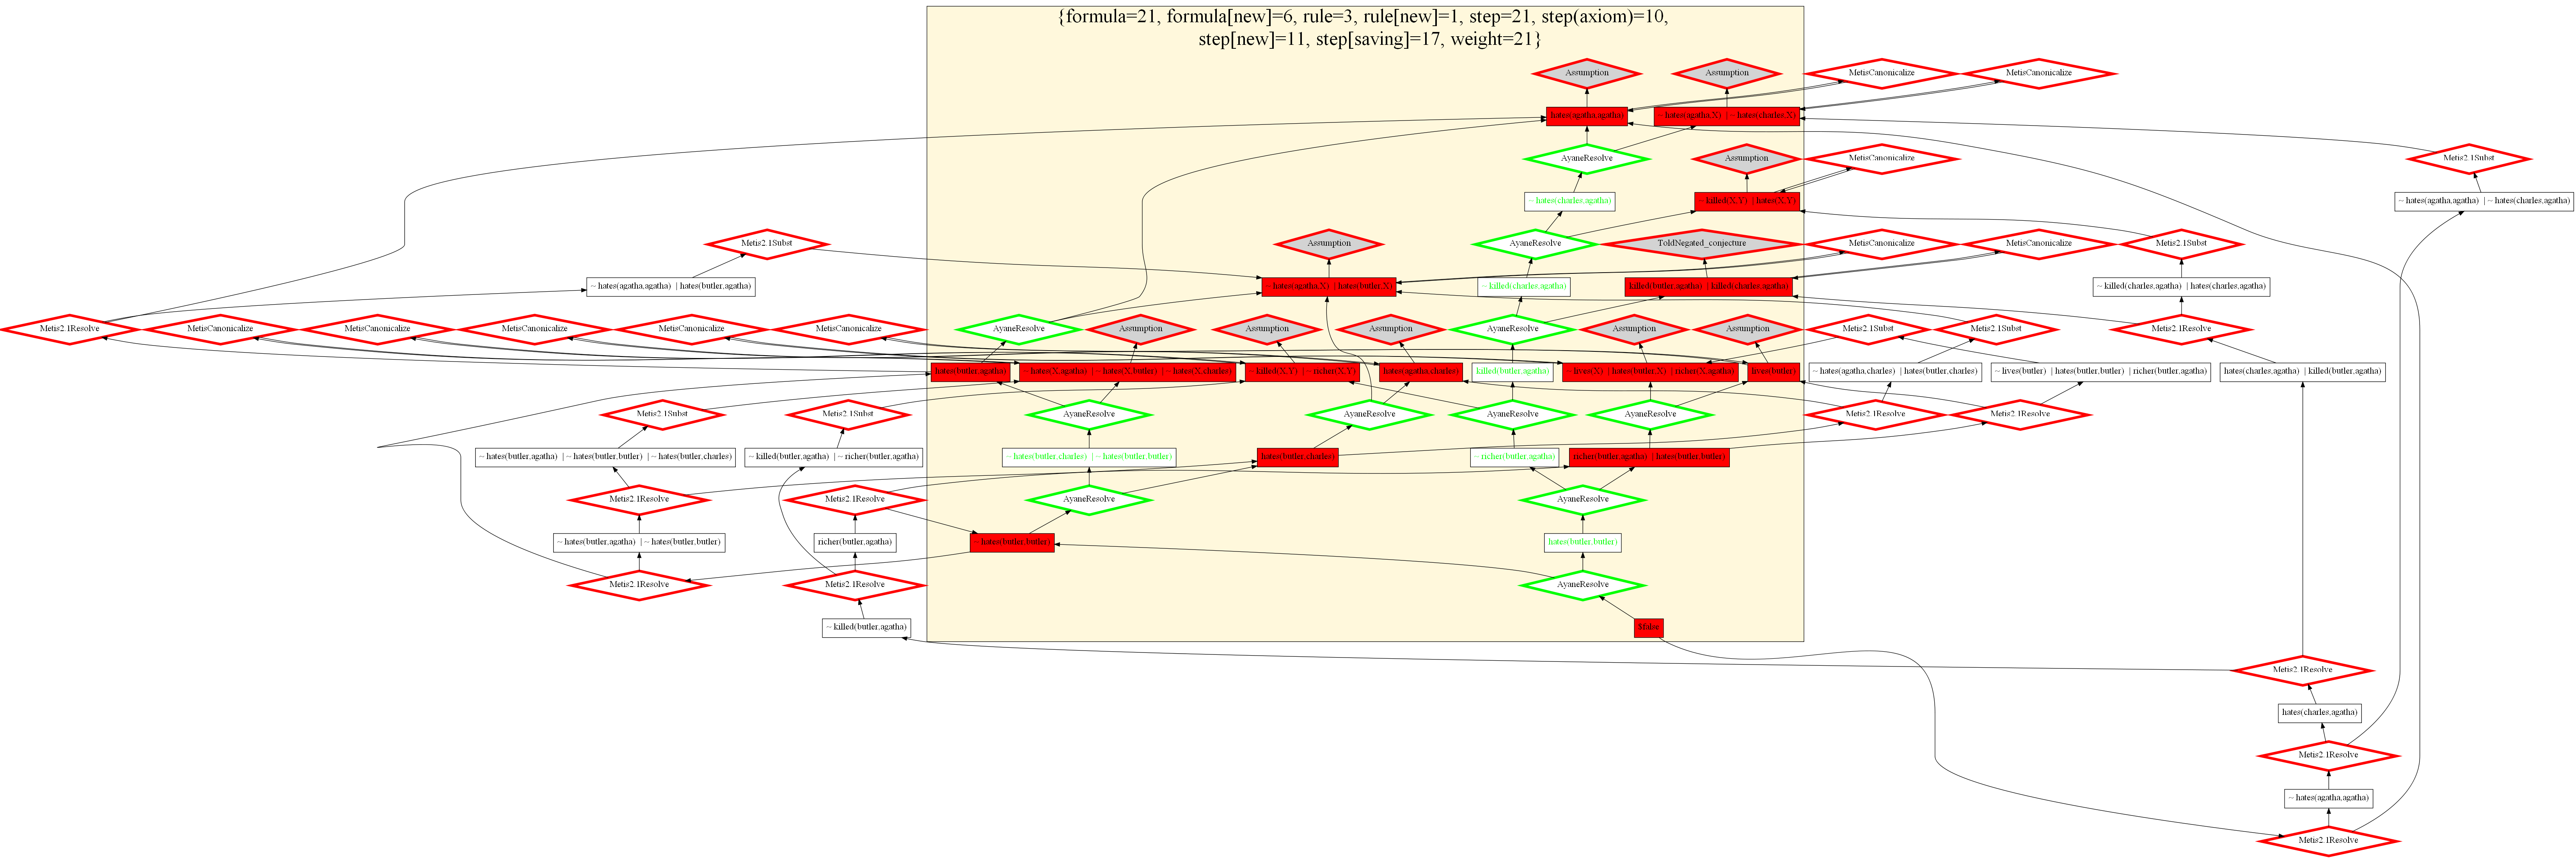 {formula=21, formula[new]=6, rule=3, rule[new]=1, step=21, step(axiom)=10,
step[new]=11, step[saving]=17, weight=21}
Assumption
Assumption
MetisCanonicalize
MetisCanonicalize
hates(agatha,agatha)
~ hates(agatha,X) | ~ hates(charles,X)
AyaneResolve
Assumption
MetisCanonicalize
Metis2.1Subst
~ hates(charles,agatha)
~ killed(X,Y) | hates(X,Y)
~ hates(agatha,agatha) | ~ hates(charles,agatha)
Metis2.1Subst
Assumption
AyaneResolve
ToldNegated_conjecture
MetisCanonicalize
MetisCanonicalize
Metis2.1Subst
~ hates(agatha,agatha) | hates(butler,agatha)
~ hates(agatha,X) | hates(butler,X)
~ killed(charles,agatha)
killed(butler,agatha) | killed(charles,agatha)
~ killed(charles,agatha) | hates(charles,agatha)
Metis2.1Resolve
MetisCanonicalize
MetisCanonicalize
MetisCanonicalize
MetisCanonicalize
MetisCanonicalize
AyaneResolve
Assumption
Assumption
Assumption
AyaneResolve
Assumption
Assumption
Metis2.1Subst
Metis2.1Subst
Metis2.1Resolve
hates(butler,agatha)
~ hates(X,agatha) | ~ hates(X,butler) | ~ hates(X,charles)
~ killed(X,Y) | ~ richer(X,Y)
hates(agatha,charles)
killed(butler,agatha)
~ lives(X) | hates(butler,X) | richer(X,agatha)
lives(butler)
~ hates(agatha,charles) | hates(butler,charles)
~ lives(butler) | hates(butler,butler) | richer(butler,agatha)
hates(charles,agatha) | killed(butler,agatha)
Metis2.1Subst
Metis2.1Subst
AyaneResolve
AyaneResolve
AyaneResolve
AyaneResolve
Metis2.1Resolve
Metis2.1Resolve
~ hates(butler,agatha) | ~ hates(butler,butler) | ~ hates(butler,charles)
~ killed(butler,agatha) | ~ richer(butler,agatha)
~ hates(butler,charles) | ~ hates(butler,butler)
hates(butler,charles)
~ richer(butler,agatha)
richer(butler,agatha) | hates(butler,butler)
Metis2.1Resolve
Metis2.1Resolve
AyaneResolve
AyaneResolve
~ hates(butler,agatha) | ~ hates(butler,butler)
richer(butler,agatha)
~ hates(butler,butler)
hates(butler,butler)
Metis2.1Resolve
Metis2.1Resolve
AyaneResolve
~ killed(butler,agatha)
$false
Metis2.1Resolve
hates(charles,agatha)
Metis2.1Resolve
~ hates(agatha,agatha)
Metis2.1Resolve